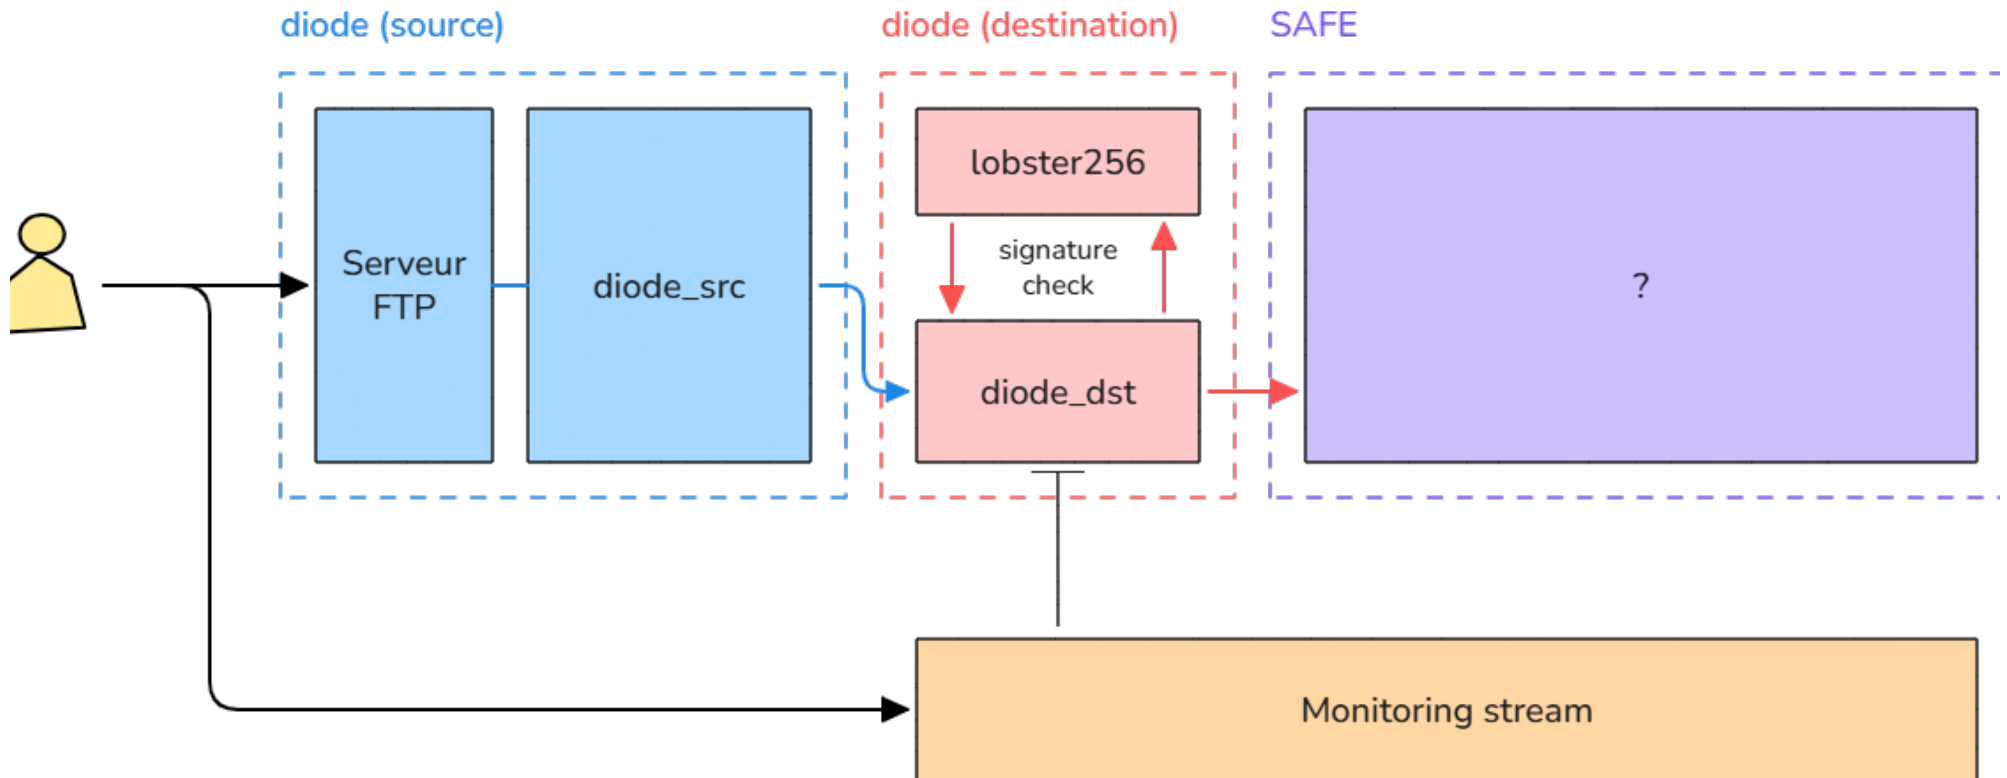 diode (source)
diode (destination)
SAFE
Serveur
FTP
diode_src
lobster256
signature
check
diode_dst
?
Monitoring stream